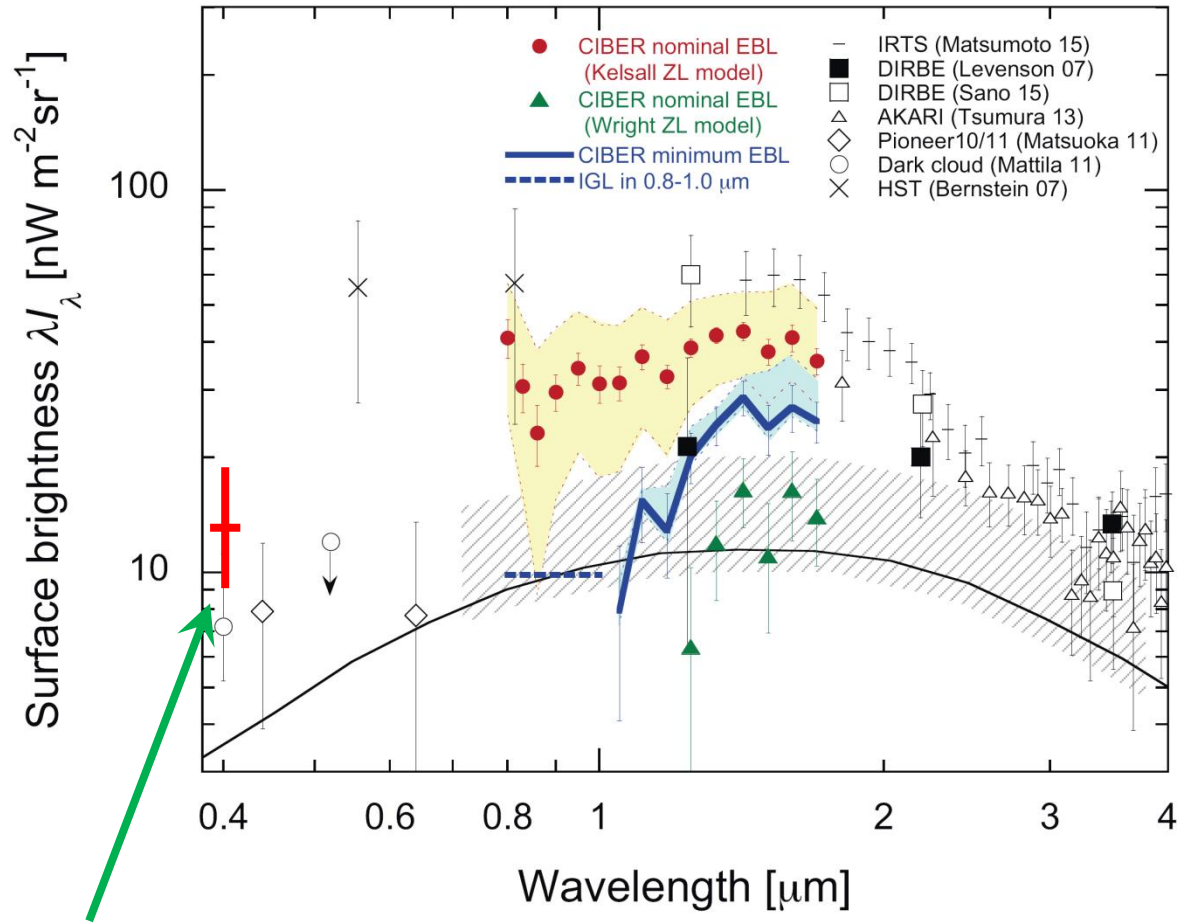 CIBER nominal EBL
(Kelsall ZL model)
CIBER nominal EBL
(Wright ZL model)
CIBER minimum EBL
IGL in 0.8-1.0 μm
IRTS (Matsumoto 15)
DIRBE (Levenson 07)
DIRBE (Sano 15)
AKARI (Tsumura 13)
Pioneer10/11 (Matsuoka 11)
Dark cloud (Mattila 11)
HST (Bernstein 07)
Surface brightness λI_λ [nW m⁻²sr⁻¹]
100
10
0.4
0.6
0.8
1
2
3
4
Wavelength [μm]